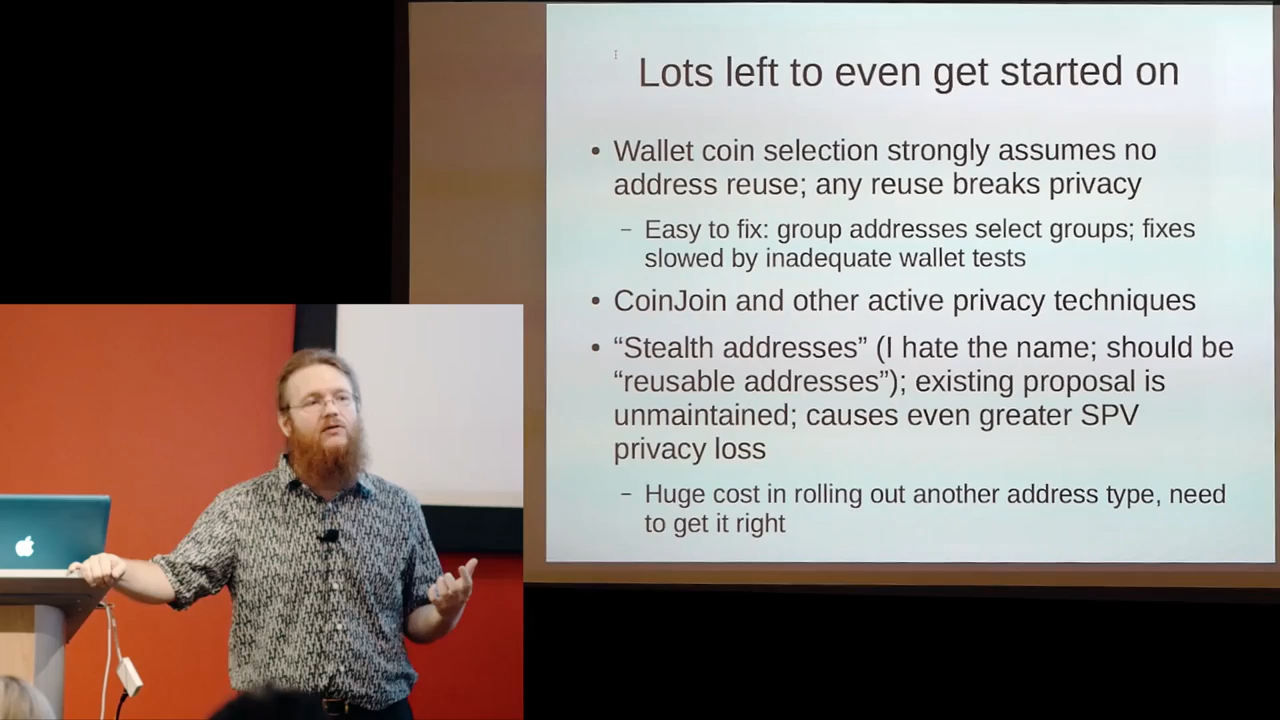 Lots left to even get started on
• Wallet coin selection strongly assumes no
address reuse; any reuse breaks privacy
– Easy to fix: group addresses select groups; fixes
slowed by inadequate wallet tests
• CoinJoin and other active privacy techniques
• “Stealth addresses” (I hate the name; should be
“reusable addresses”); existing proposal is
unmaintained; causes even greater SPV
privacy loss
– Huge cost in rolling out another address type, need
to get it right